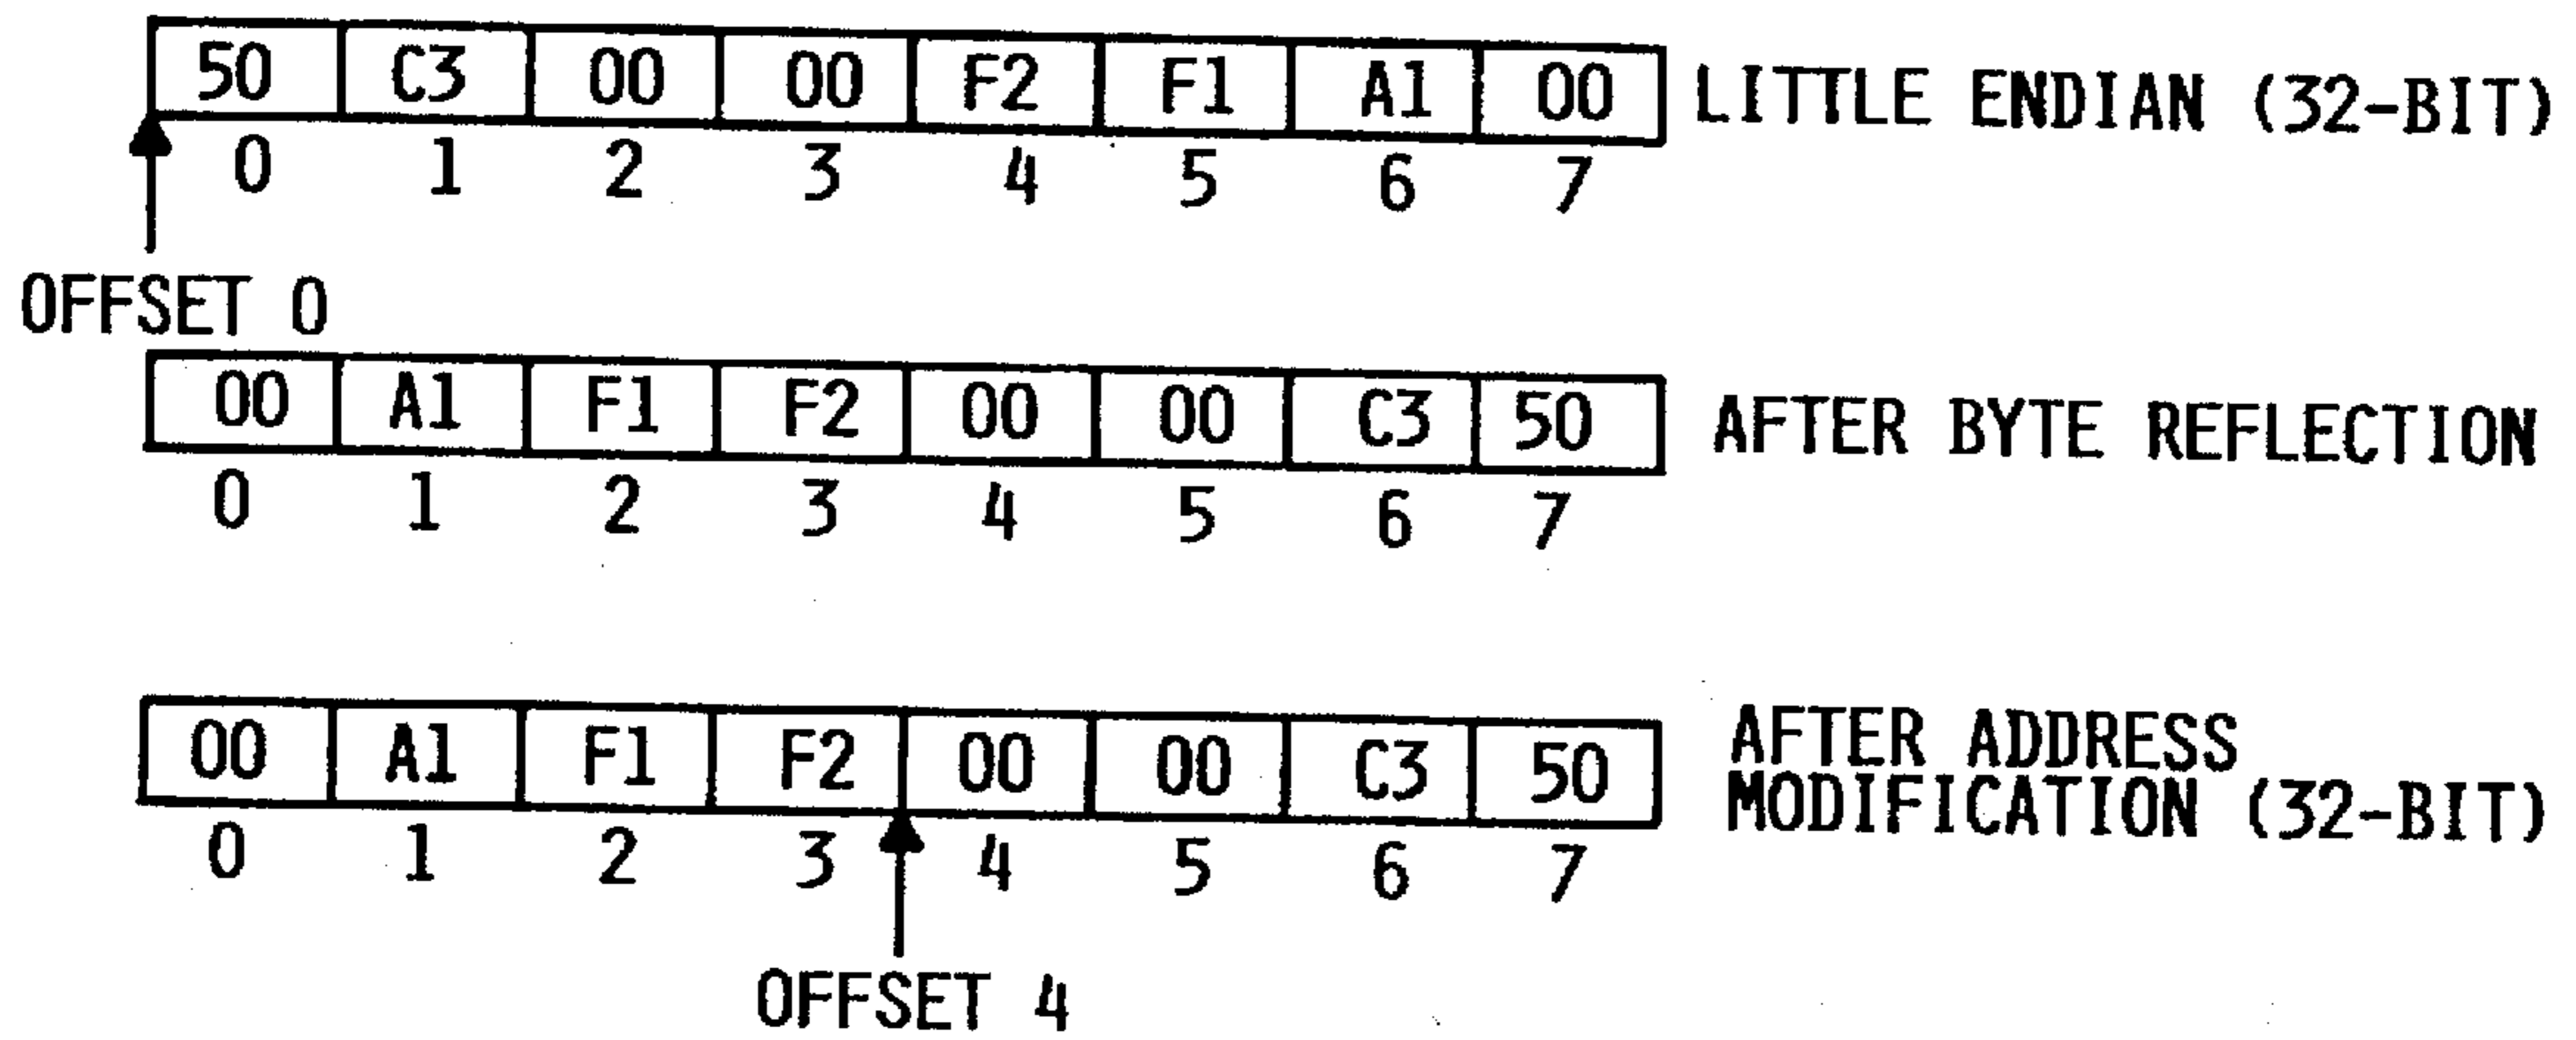 50 C3 00 00 F2 F1 A1 00 LITTLE ENDIAN (32-BIT)
0 1 2 3 4 5 6 7
OFFSET 0
00 A1 F1 F2 00 00 C3 50 AFTER BYTE REFLECTION
0 1 2 3 4 5 6 7
00 A1 F1 F2 00 00 C3 50 AFTER ADDRESS
MODIFICATION (32-BIT)
0 1 2 3 4 5 6 7
OFFSET 4